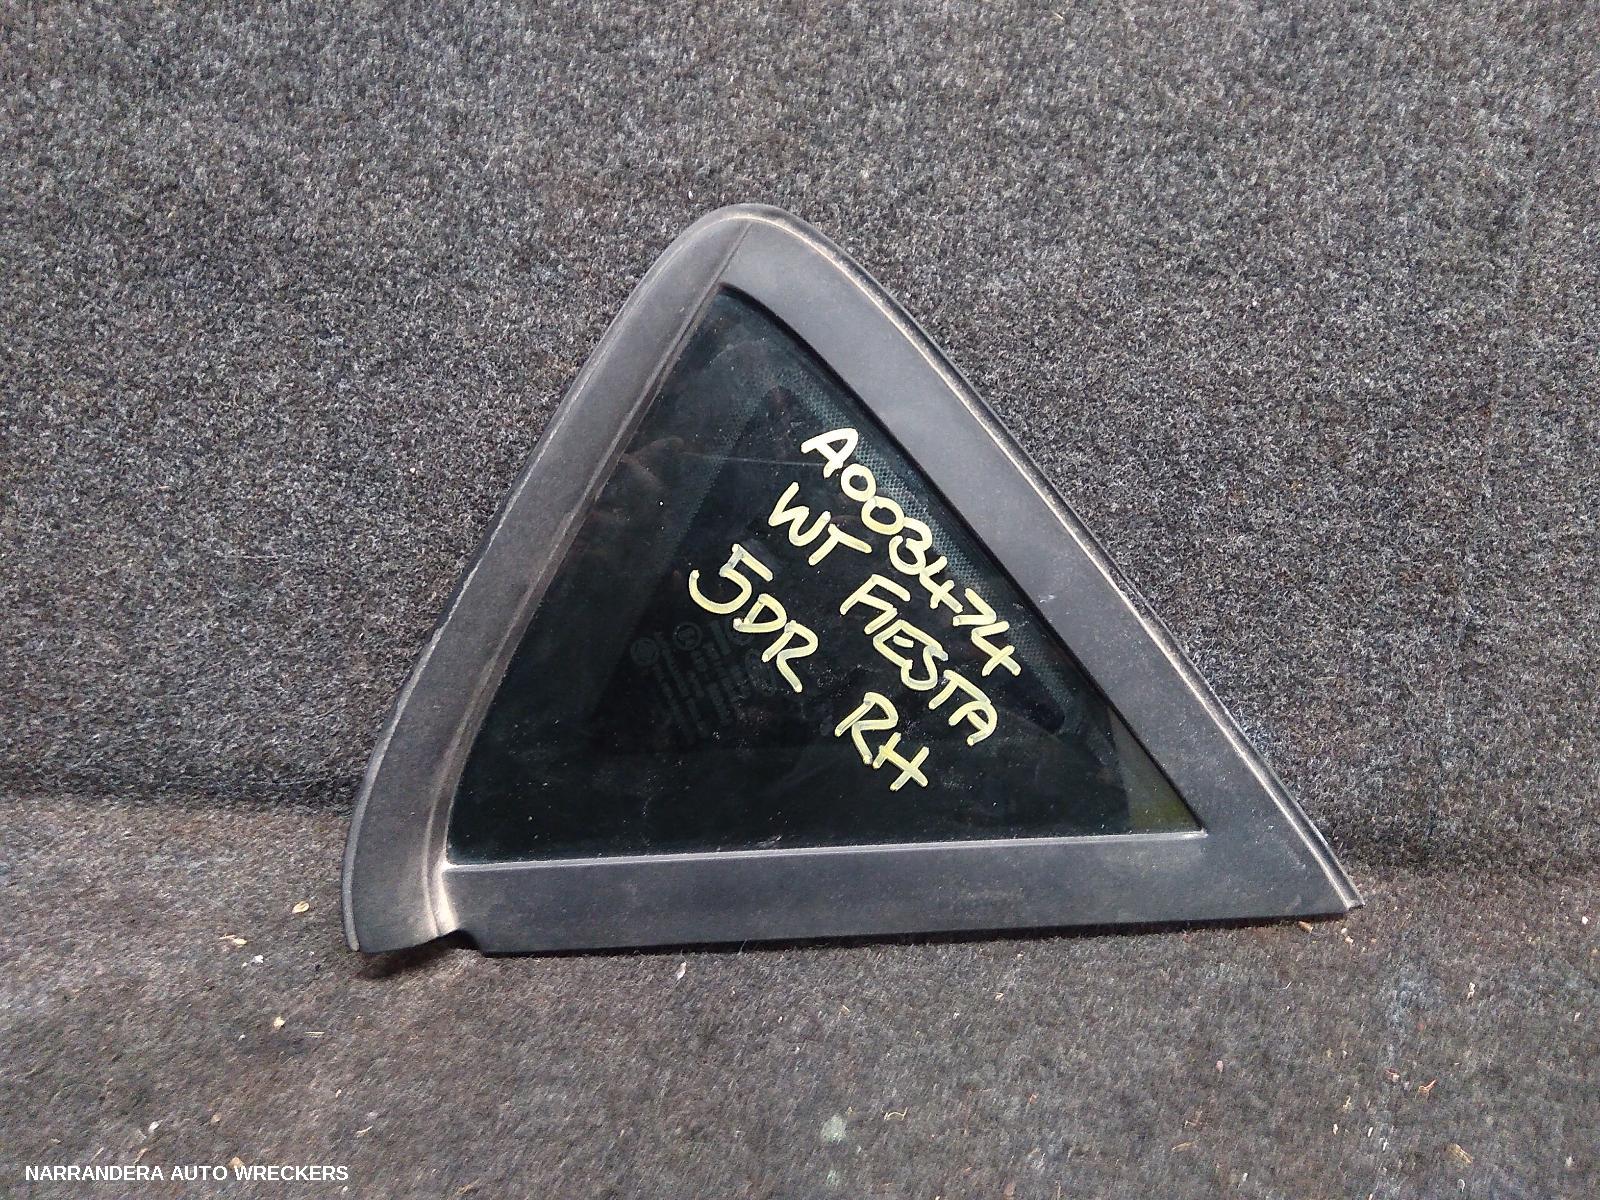 A003474
WT FIESTA
5DR RH
NARRANDERA AUTO WRECKERS